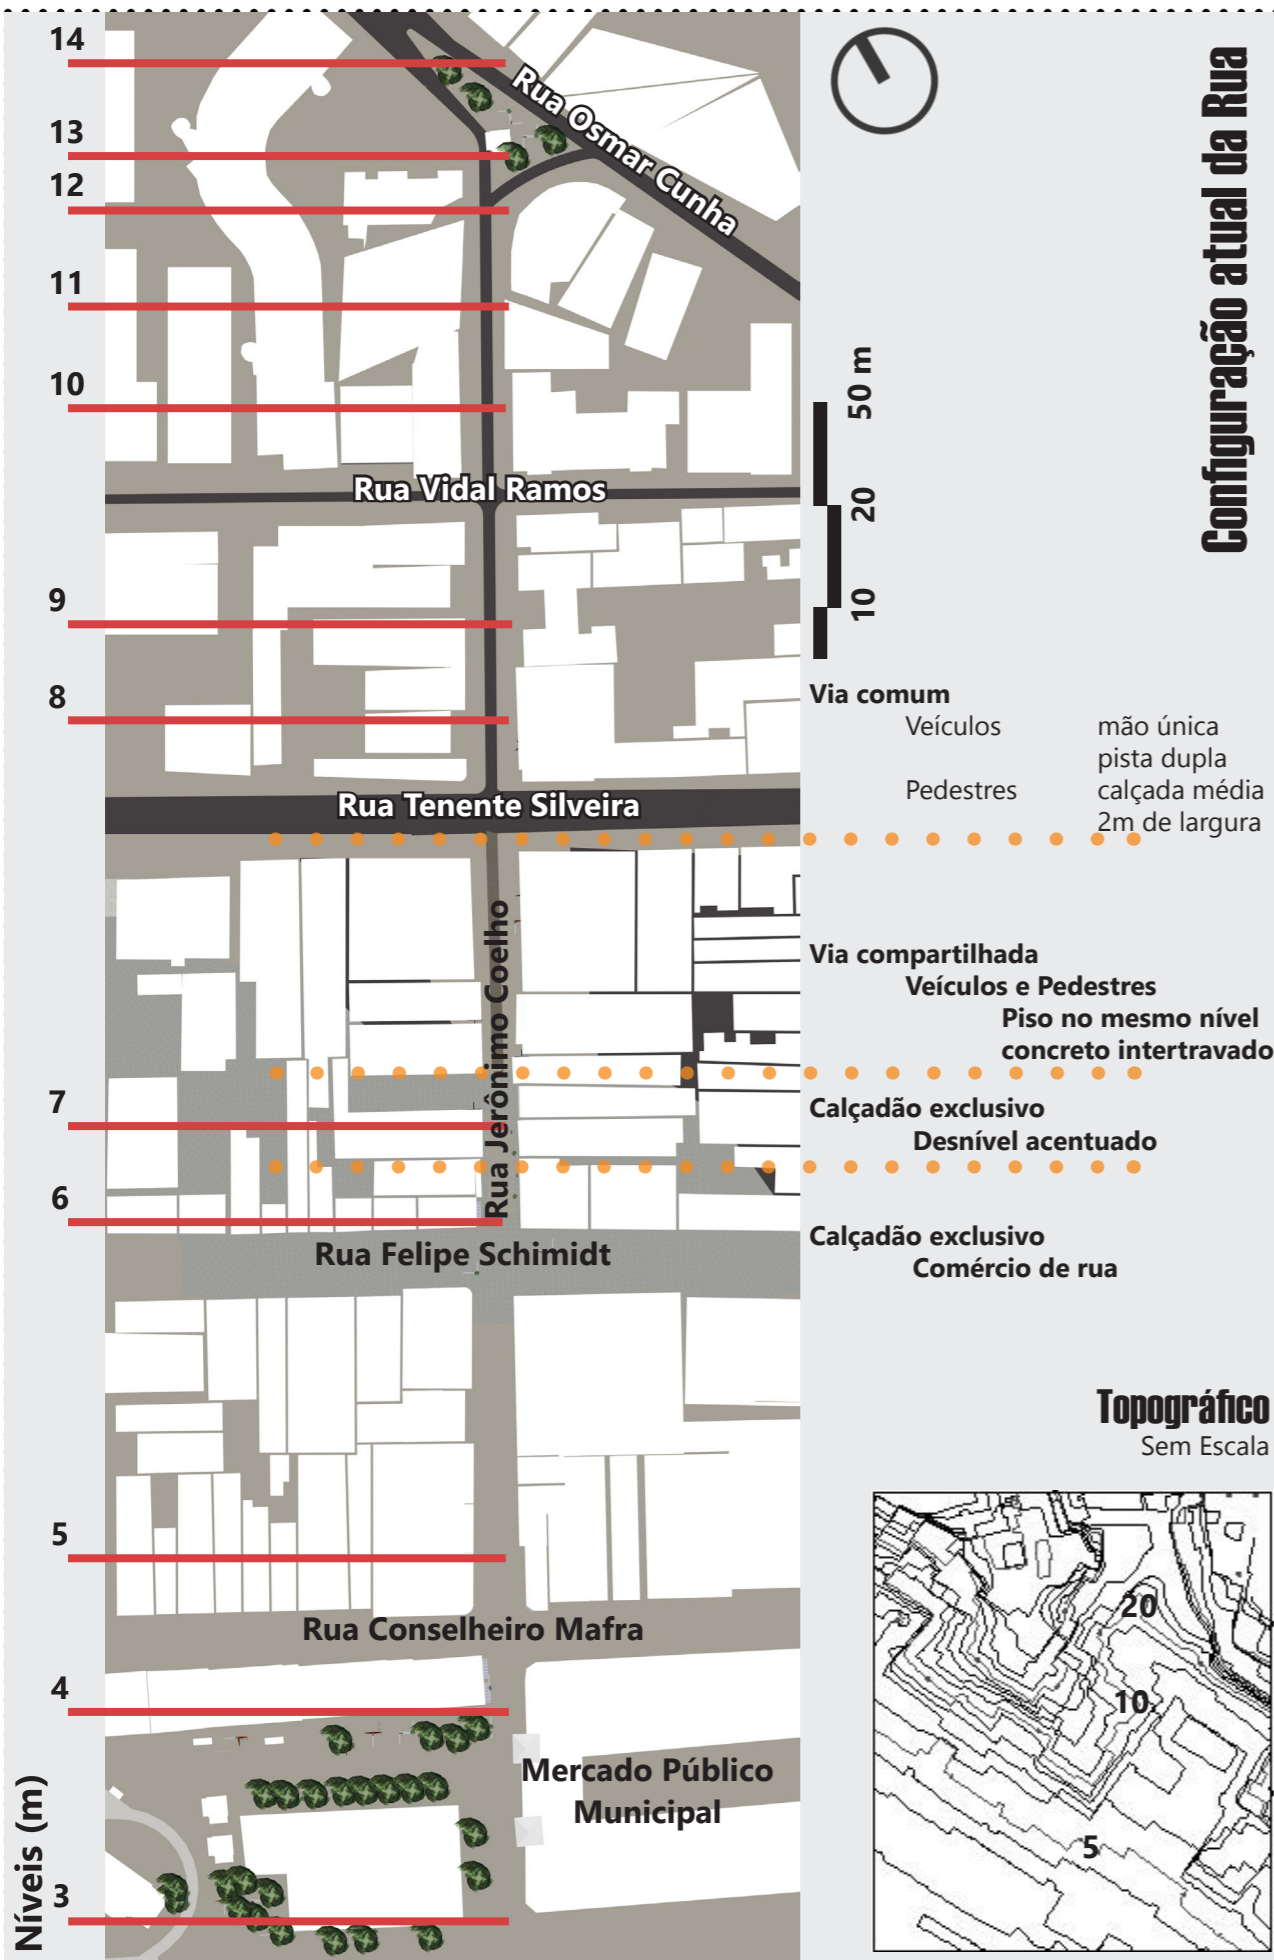 Configuração atual da Rua
14
13
12
11
10
9
8
7
6
5
4
3
Níveis (m)
Rua Osmar Cunha
Rua Vidal Ramos
Rua Tenente Silveira
Rua Jerônimo Coelho
Rua Felipe Schimidt
Rua Conselheiro Mafra
Mercado Público
Municipal
50 m
20
10
Via comum
Veículos mão única
pista dupla
Pedestres calçada média
2m de largura
Via compartilhada
Veículos e Pedestres
Piso no mesmo nível
concreto intertravado
Calçadão exclusivo
Desnível acentuado
Calçadão exclusivo
Comércio de rua
Topográfico
Sem Escala
20
10
5